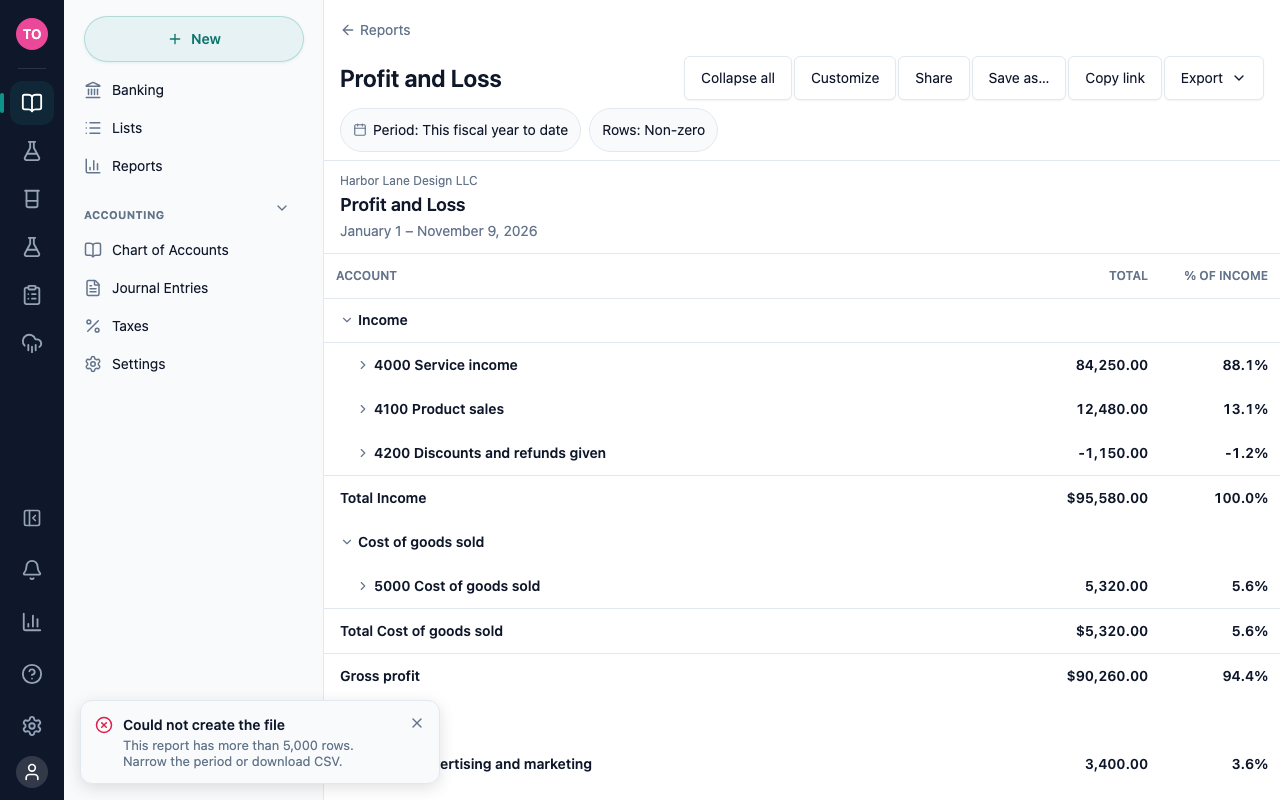 TO
New
Banking
Lists
Reports
ACCOUNTING
Chart of Accounts
Journal Entries
Taxes
Settings
Reports
Profit and Loss
Collapse all
Customize
Share
Save as...
Copy link
Export
Period: This fiscal year to date
Rows: Non-zero
Harbor Lane Design LLC
Profit and Loss
January 1 – November 9, 2026
ACCOUNT TOTAL % OF INCOME
Income
4000 Service income 84,250.00 88.1%
4100 Product sales 12,480.00 13.1%
4200 Discounts and refunds given -1,150.00 -1.2%
Total Income $95,580.00 100.0%
Cost of goods sold
5000 Cost of goods sold 5,320.00 5.6%
Total Cost of goods sold $5,320.00 5.6%
Gross profit $90,260.00 94.4%
and marketing 3,400.00 3.6%
Could not create the file
This report has more than 5,000 rows.
Narrow the period or download CSV.